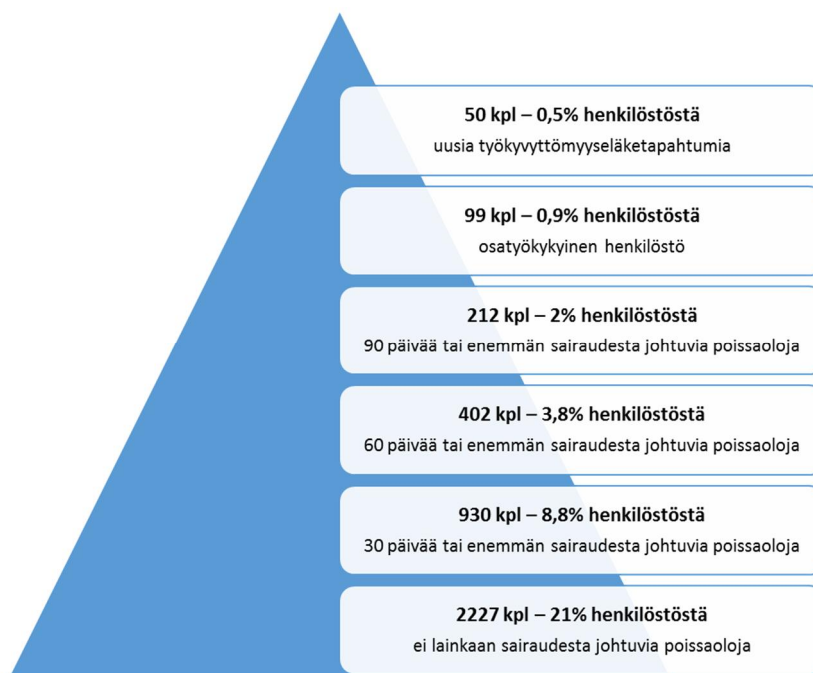 50 kpl – 0,5% henkilöstöstä
uusia työkyvyttömyyseläketapahtumia
99 kpl – 0,9% henkilöstöstä
osatyökykyinen henkilöstö
212 kpl – 2% henkilöstöstä
90 päivää tai enemmän sairaudesta johtuvia poissaoloja
402 kpl – 3,8% henkilöstöstä
60 päivää tai enemmän sairaudesta johtuvia poissaoloja
930 kpl – 8,8% henkilöstöstä
30 päivää tai enemmän sairaudesta johtuvia poissaoloja
2227 kpl – 21% henkilöstöstä
ei lainkaan sairaudesta johtuvia poissaoloja